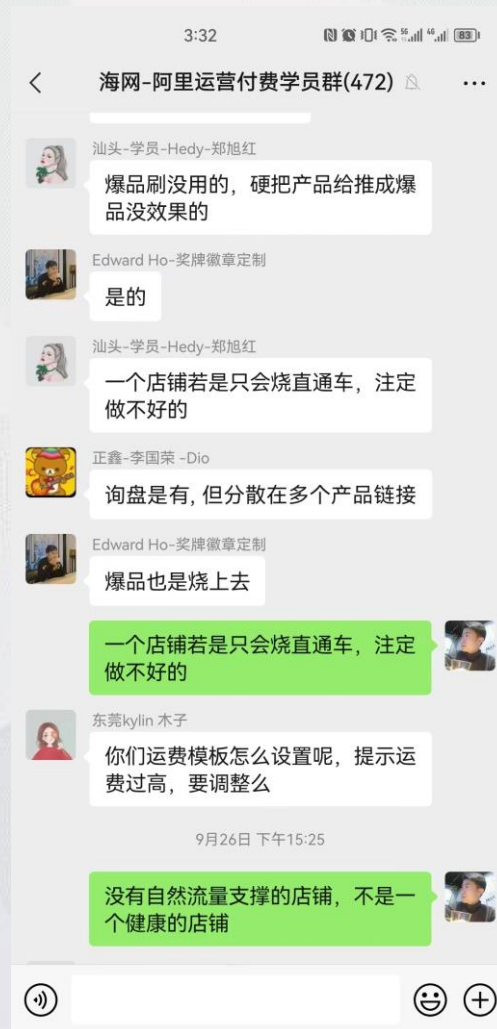 3:32
5G 4G 83
海网-阿里运营付费学员群(472)
汕头-学员-Hedy-郑旭红
爆品刷没用的，硬把产品给推成爆
品没效果的
Edward Ho-奖牌徽章定制
是的
汕头-学员-Hedy-郑旭红
一个店铺若是只会烧直通车，注定
做不好的
正鑫-李国荣 -Dio
询盘是有, 但分散在多个产品链接
Edward Ho-奖牌徽章定制
爆品也是烧上去
一个店铺若是只会烧直通车，注定
做不好的
东莞kylin 木子
你们运费模板怎么设置呢，提示运
费过高，要调整么
9月26日 下午15:25
没有自然流量支撑的店铺，不是一
个健康的店铺